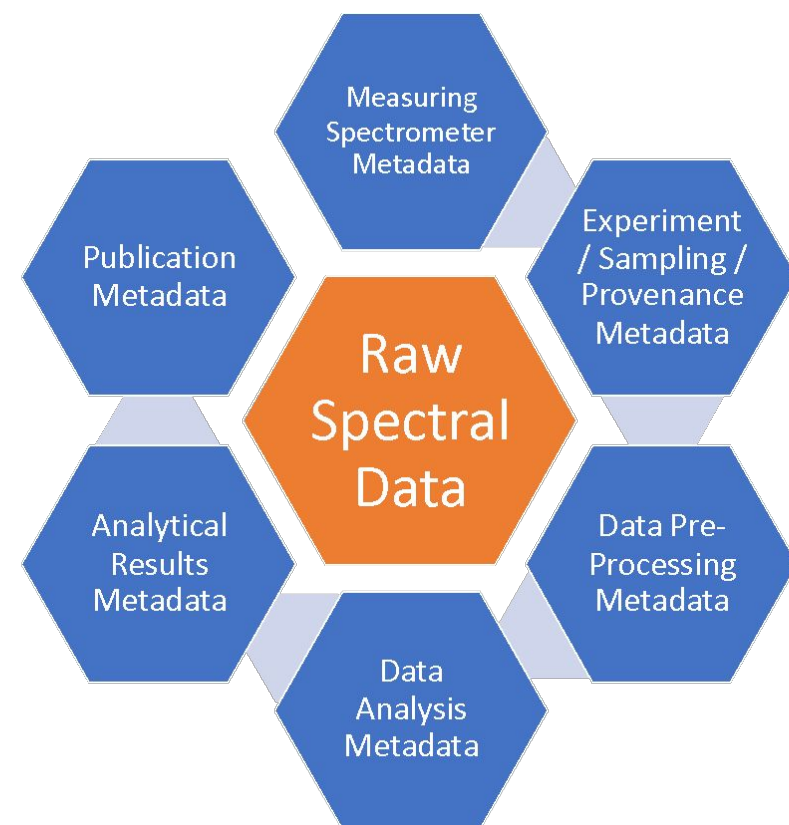 Measuring
Spectrometer
Metadata
Experiment
/ Sampling /
Provenance
Metadata
Publication
Metadata
Raw
Spectral
Data
Data Pre-
Processing
Metadata
Analytical
Results
Metadata
Data
Analysis
Metadata